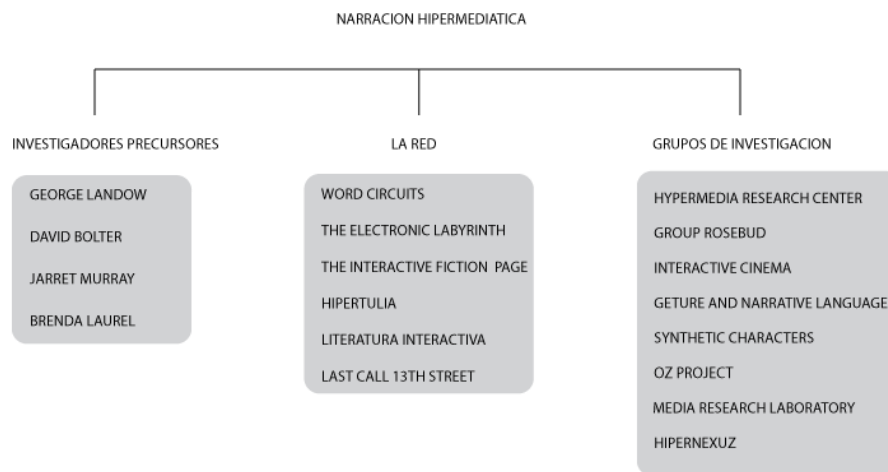 NARRACION HIPERMEDIATICA
INVESTIGADORES PRECURSORES
GEORGE LANDOW
DAVID BOLTER
JARRET MURRAY
BRENDA LAUREL
LA RED
WORD CIRCUITS
THE ELECTRONIC LABYRINTH
THE INTERACTIVE FICTION PAGE
HIPERTULIA
LITERATURA INTERACTIVA
LAST CALL 13TH STREET
GRUPOS DE INVESTIGACION
HYPERMEDIA RESEARCH CENTER
GROUP ROSEBUD
INTERACTIVE CINEMA
GETURE AND NARRATIVE LANGUAGE
SYNTHETIC CHARACTERS
OZ PROJECT
MEDIA RESEARCH LABORATORY
HIPERNEXUZ